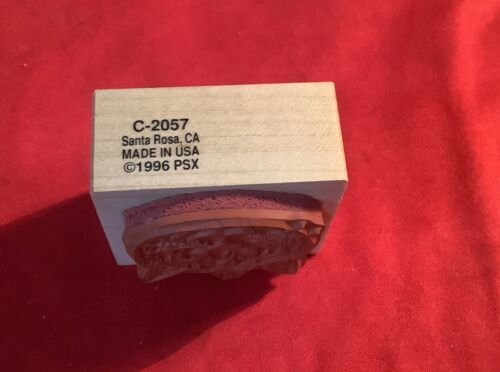 C-2057
Santa Rosa, CA
MADE IN USA
©1996 PSX